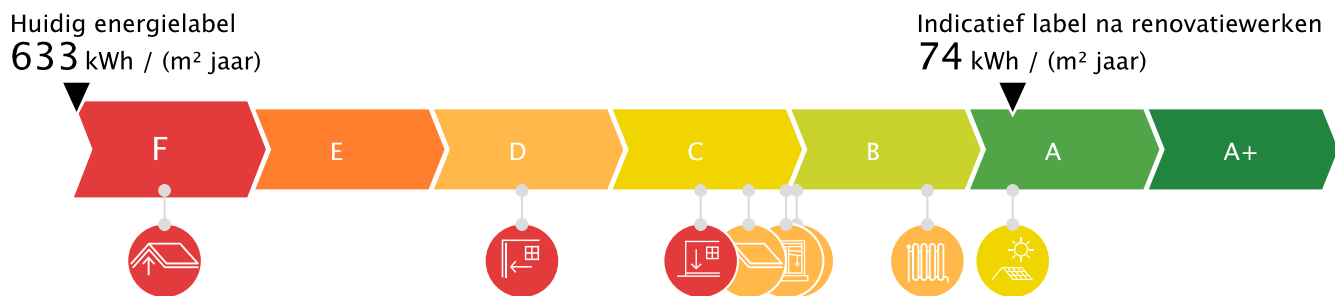 Huidig energielabel
633 kWh / (m² jaar)
Indicatief label na renovatiewerken
74 kWh / (m² jaar)
F
E
D
C
B
A
A+